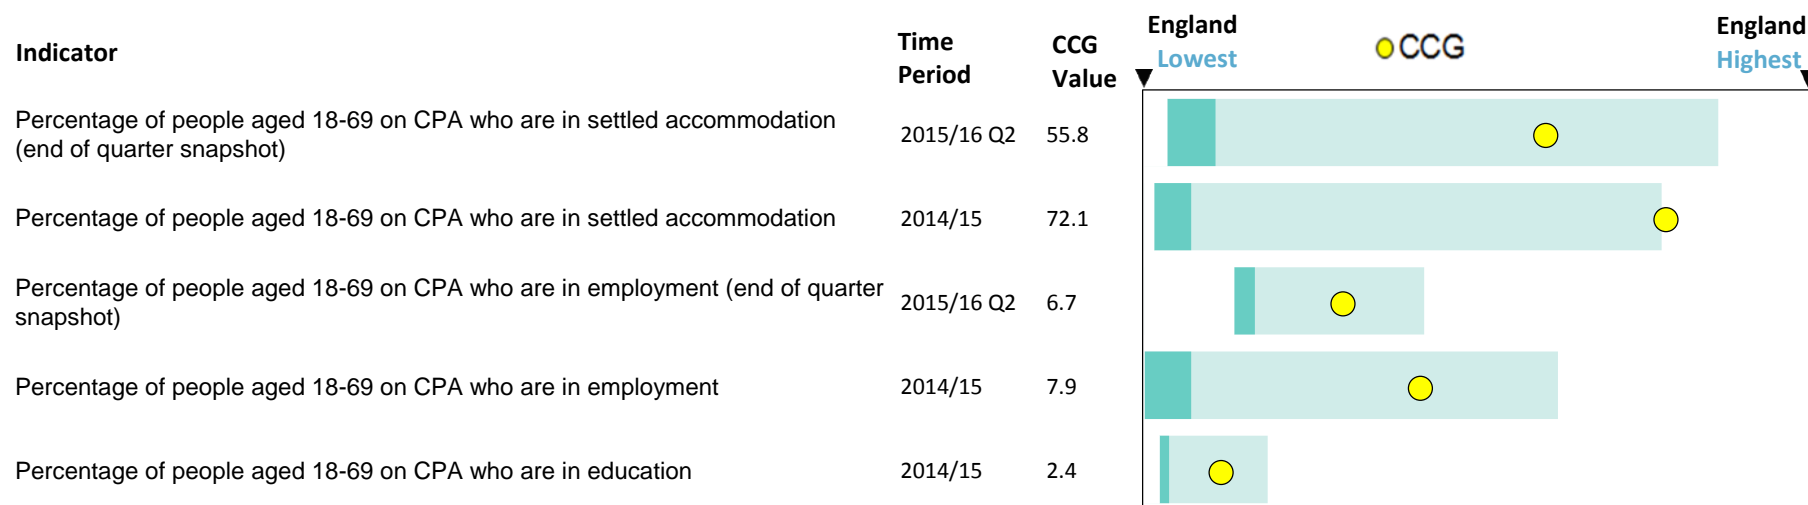 Indicator
Time
Period
CCG
Value
England
Lowest
CCG
England
Highest
Percentage of people aged 18-69 on CPA who are in settled accommodation
(end of quarter snapshot)
2015/16 Q2
55.8
Percentage of people aged 18-69 on CPA who are in settled accommodation
2014/15
72.1
Percentage of people aged 18-69 on CPA who are in employment (end of quarter
snapshot)
2015/16 Q2
6.7
Percentage of people aged 18-69 on CPA who are in employment
2014/15
7.9
Percentage of people aged 18-69 on CPA who are in education
2014/15
2.4